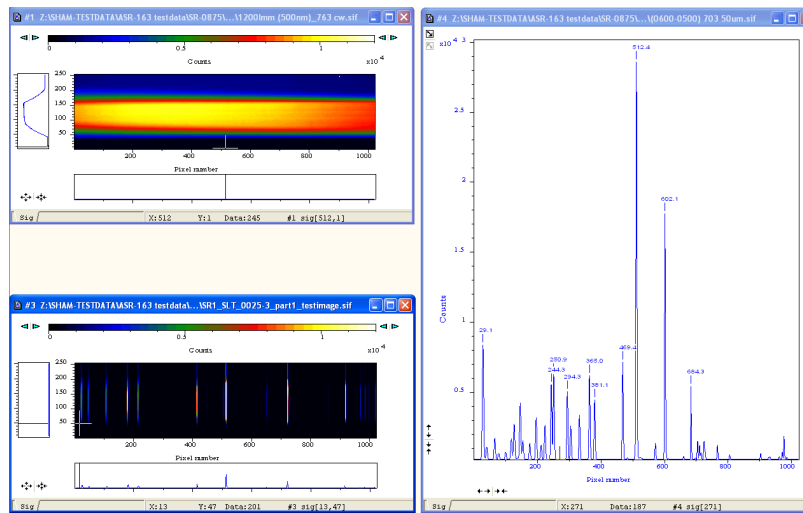 #1 Z:\SHAM-TESTDATA\ASR-163 testdata\SR-0875\...\1200lmm (500nm)_763 cw.sif
0 0.5 1
Counts x10 4
250
200
150
100
50
200 400 600 800 1000
Pixel number
Sig X:512 Y:1 Data:245 #1 sig[512,1]
#3 Z:\SHAM-TESTDATA\ASR-163 testdata\...\SR1_SLT_0025-3_part1_testimage.sif
0 0.5 1
Counts x10 4
250
200
150
100
50
200 400 600 800 1000
Pixel number
Sig X:13 Y:47 Data:201 #3 sig[13,47]
#4 Z:\SHAM-TESTDATA\ASR-163 testdata\SR-0875\...\(0600-0500) 703 50um.sif
x10 4 3
512.4
2.5
2
602.1
1.5
Counts
1
29.1
250.9 365.0 469.4
244.3
294.3 684.3
381.1
0.5
200 400 600 800 1000
Pixel number
Sig X:271 Data:187 #4 sig[271]